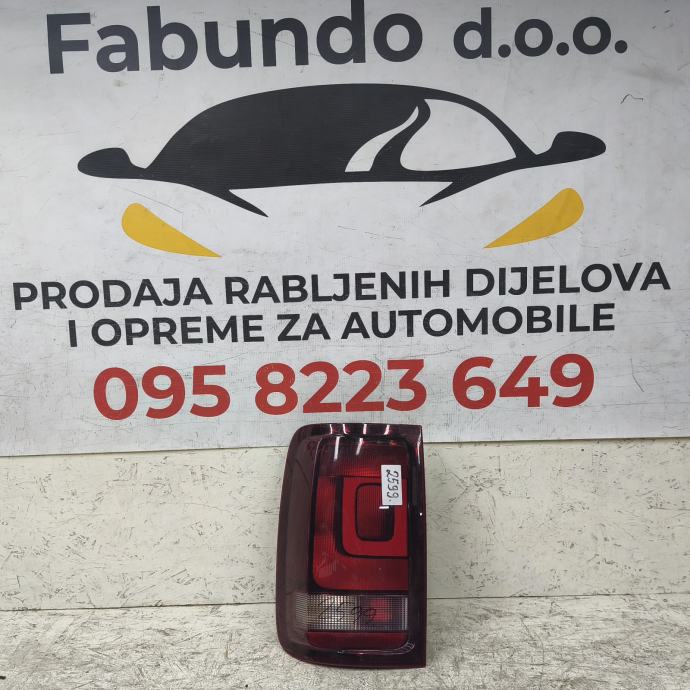 Fabundo d.o.o.
PRODAJA RABLJENIH DIJELOVA
I OPREME ZA AUTOMOBILE
095 8223 649
2599.